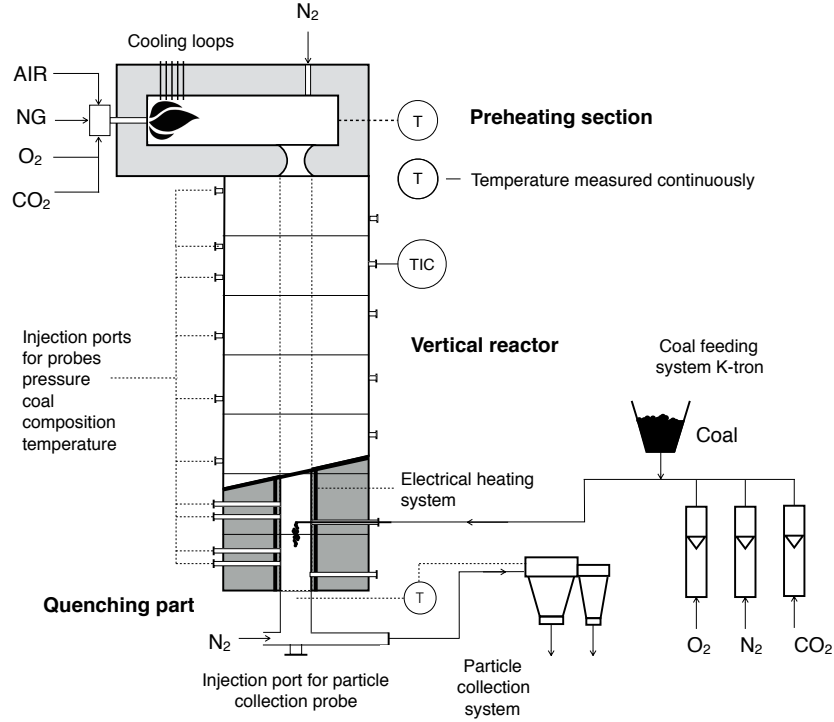 N2
Cooling loops
AIR
NG
O2
CO2
T
Preheating section
T
Temperature measured continuously
TIC
Injection ports
for probes
pressure
coal
composition
temperature
Vertical reactor
Coal feeding
system K-tron
Coal
Electrical heating
system
Quenching part
T
N2
Injection port for particle
collection probe
Particle
collection
system
O2
N2
CO2